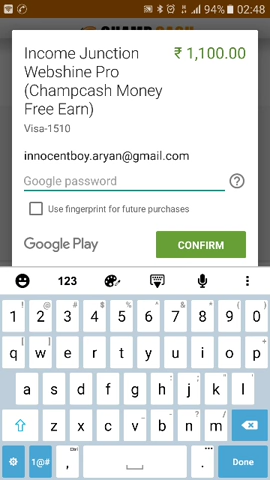 94% 02:48
CHAMPCASH
Income Junction ₹ 1,100.00
Webshine Pro
(Champcash Money
Free Earn)
Visa-1510
innocentboy.aryan@gmail.com
Google password ?
Use fingerprint for future purchases
Google Play CONFIRM
123
! @ # $ % ^ & * ( )
1 2 3 4 5 6 7 8 9 0
q w e r t y u i o p
a s d f g h j k l
z x c v b n m
1@# , . Done